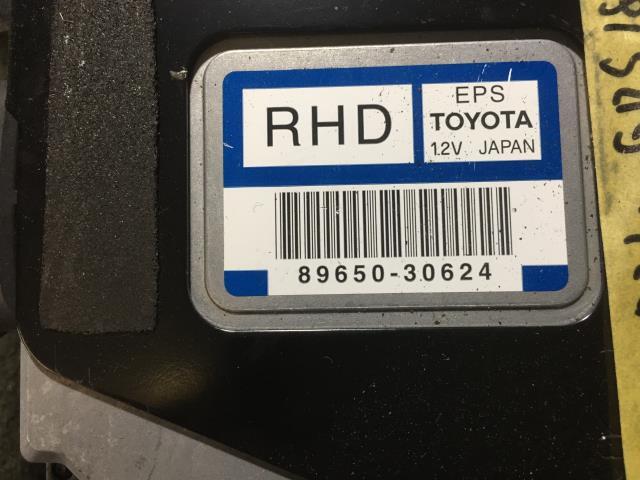 RHD
EPS
TOYOTA
12V JAPAN
89650-30624